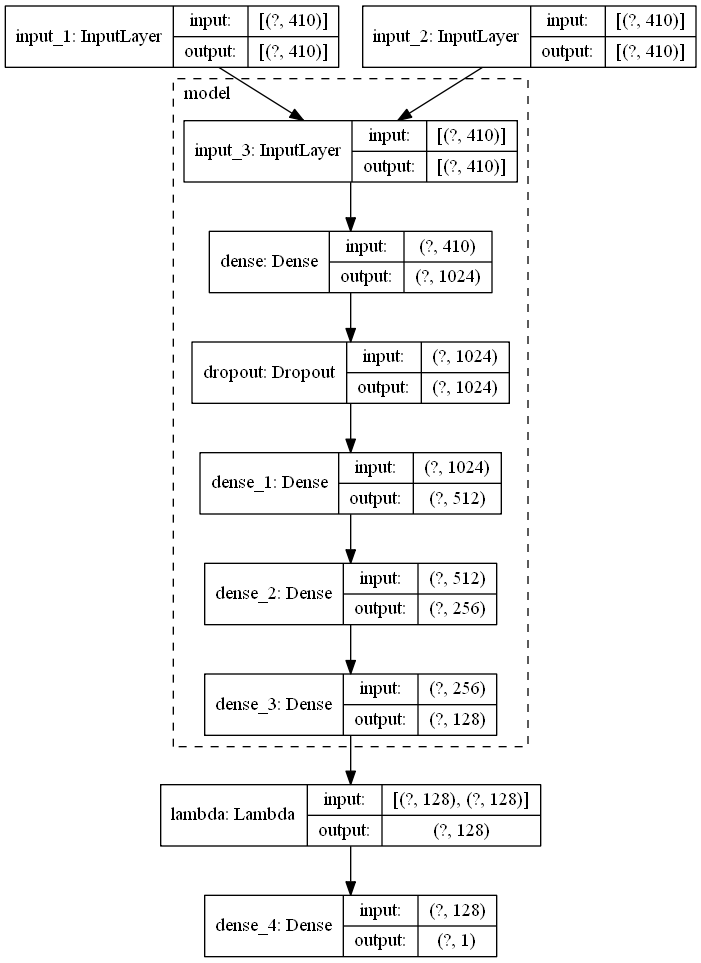 input_1: InputLayer input: [(?, 410)] output: [(?, 410)]
input_2: InputLayer input: [(?, 410)] output: [(?, 410)]
model
input_3: InputLayer input: [(?, 410)] output: [(?, 410)]
dense: Dense input: (?, 410) output: (?, 1024)
dropout: Dropout input: (?, 1024) output: (?, 1024)
dense_1: Dense input: (?, 1024) output: (?, 512)
dense_2: Dense input: (?, 512) output: (?, 256)
dense_3: Dense input: (?, 256) output: (?, 128)
lambda: Lambda input: [(?, 128), (?, 128)] output: (?, 128)
dense_4: Dense input: (?, 128) output: (?, 1)